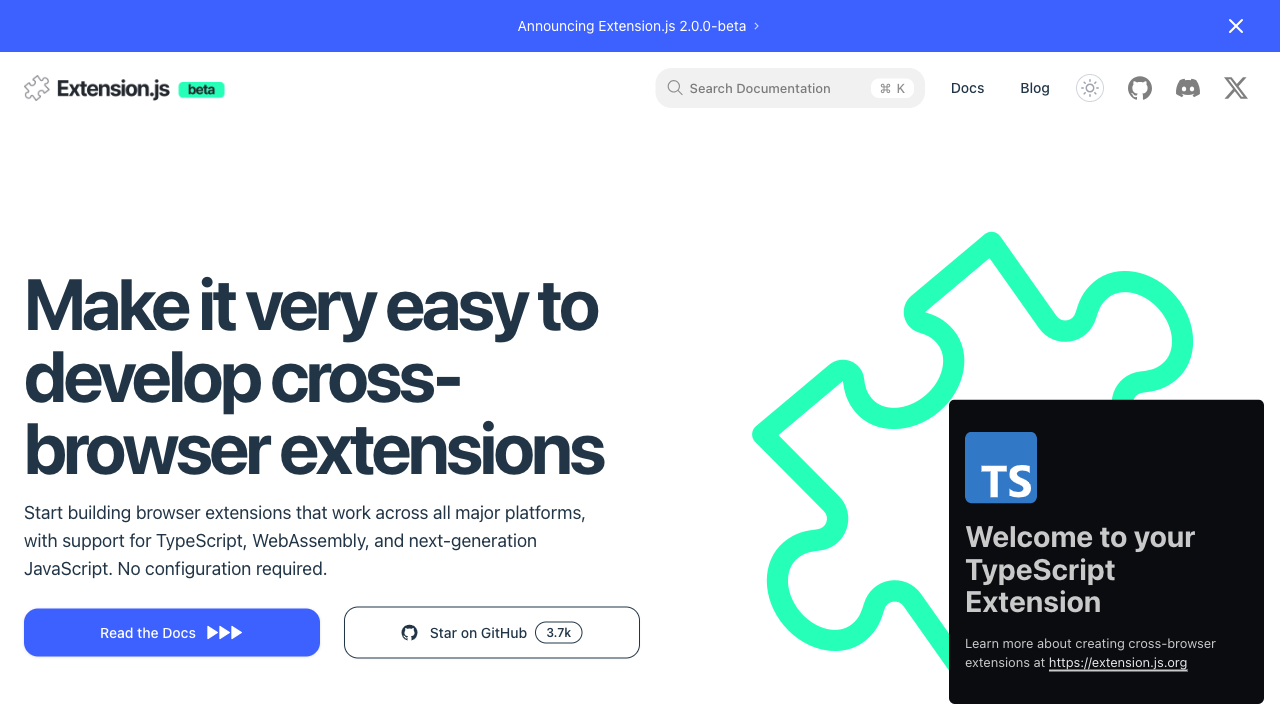 Announcing Extension.js 2.0.0-beta
Extension.js beta
Search Documentation ⌘ K
Docs
Blog
Make it very easy to
develop cross-
browser extensions
Start building browser extensions that work across all major platforms,
with support for TypeScript, WebAssembly, and next-generation
JavaScript. No configuration required.
Read the Docs
Star on GitHub 3.7k
TS
Welcome to your
TypeScript
Extension
Learn more about creating cross-browser
extensions at https://extension.js.org